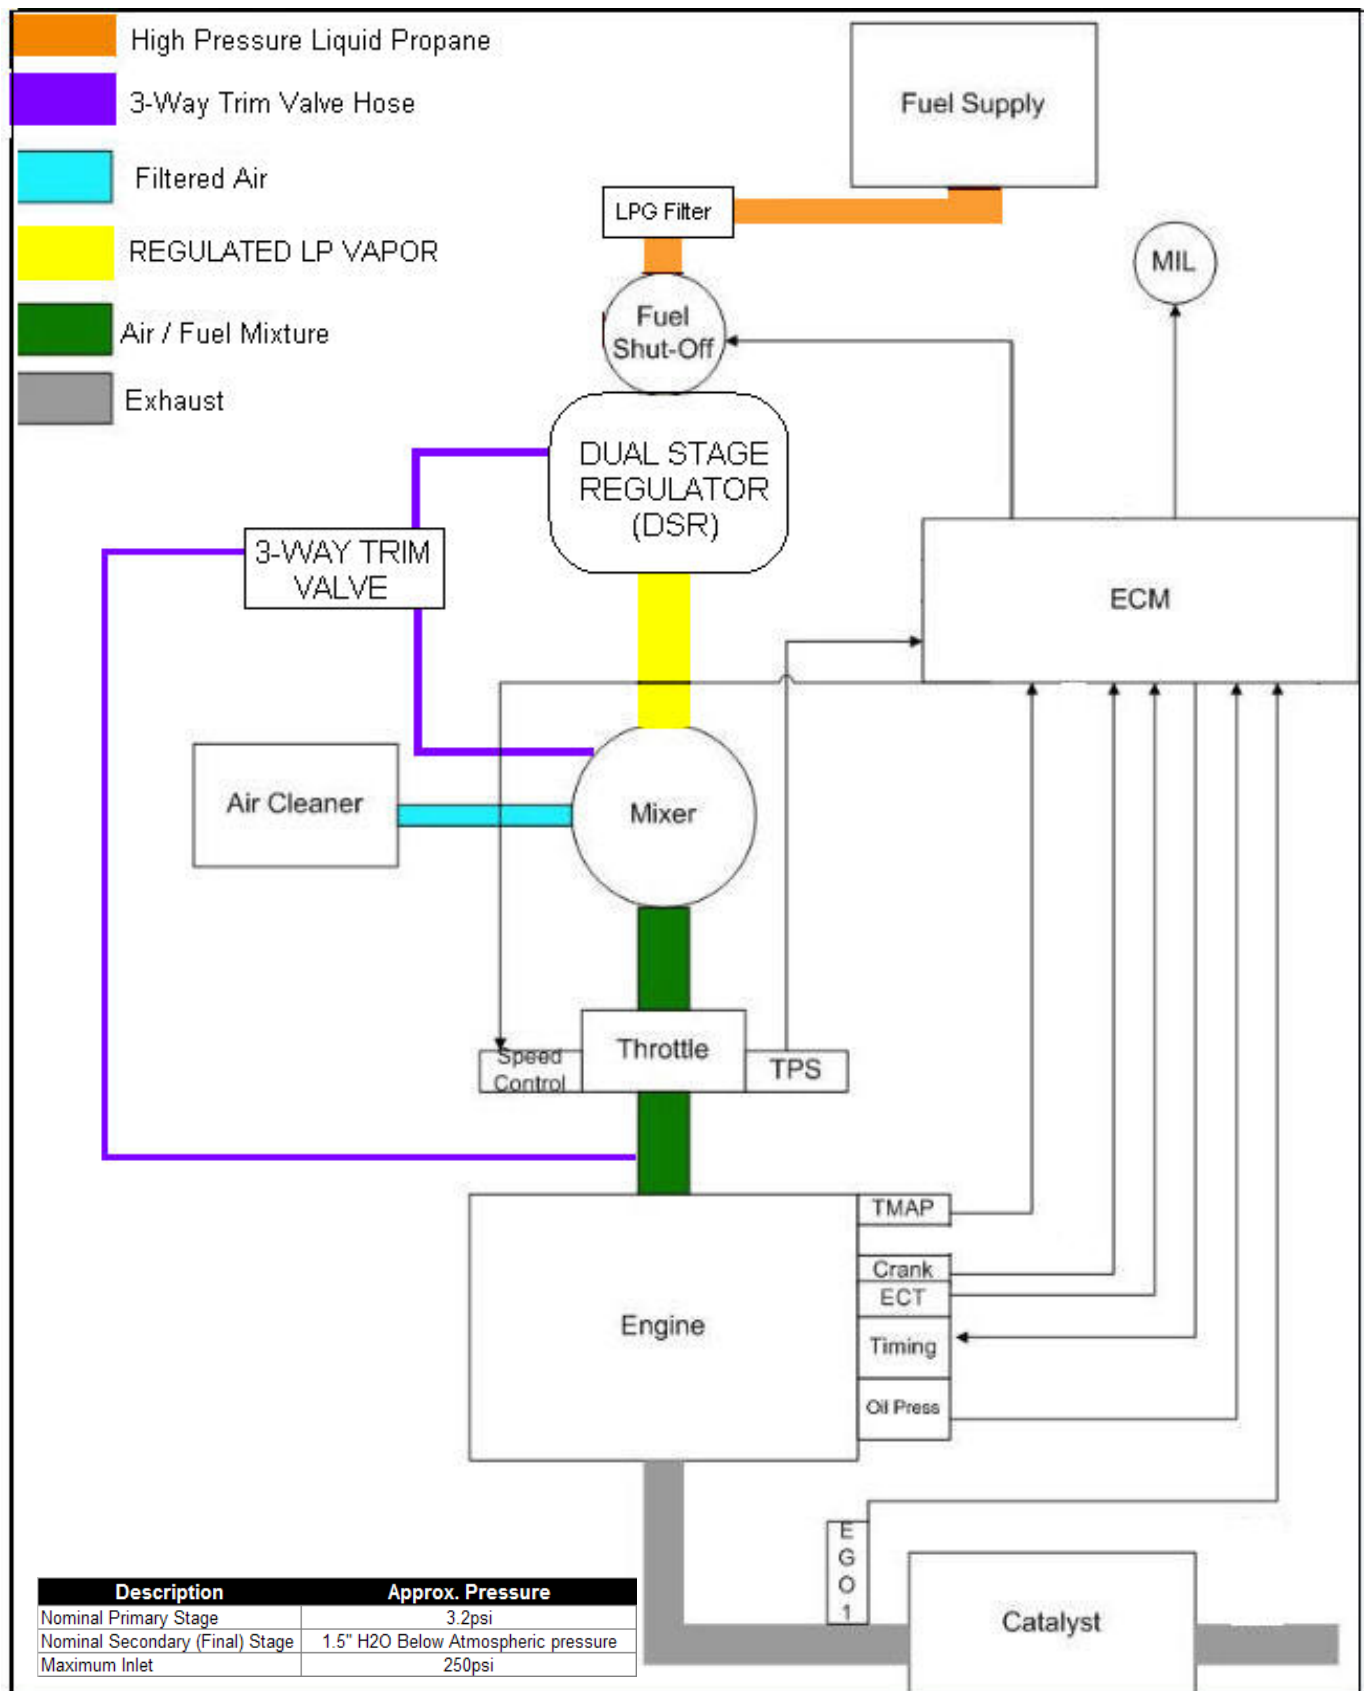 High Pressure Liquid Propane
3-Way Trim Valve Hose
Filtered Air
REGULATED LP VAPOR
Air / Fuel Mixture
Exhaust
Fuel Supply
LPG Filter
MIL
Fuel
Shut-Off
DUAL STAGE
REGULATOR
(DSR)
3-WAY TRIM
VALVE
ECM
Air Cleaner
Mixer
Speed
Control
Throttle
TPS
TMAP
Crank
ECT
Engine
Timing
Oil Press
E
G
O
1
Catalyst
Description Approx. Pressure
Nominal Primary Stage 3.2psi
Nominal Secondary (Final) Stage 1.5" H2O Below Atmospheric pressure
Maximum Inlet 250psi